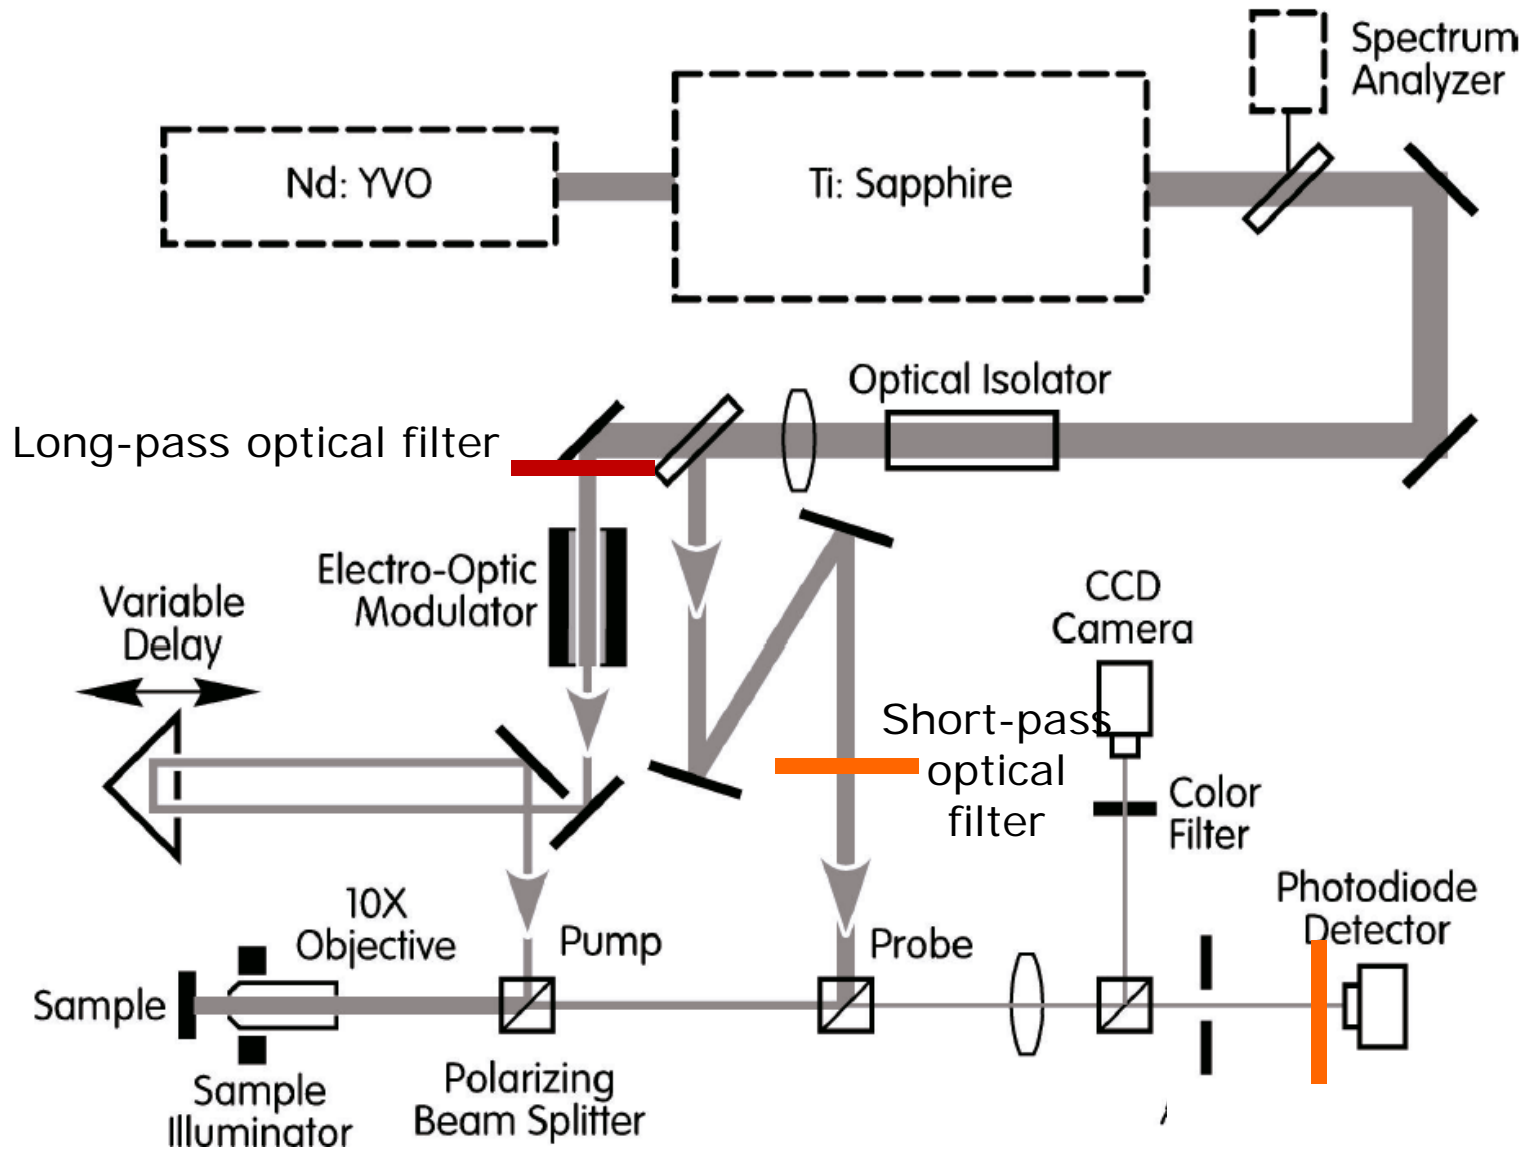 Spectrum
Analyzer
Nd: YVO
Ti: Sapphire
Optical Isolator
Long-pass optical filter
Electro-Optic
Modulator
Variable
Delay
CCD
Camera
Short-pass
optical
filter
Color
Filter
Photodiode
Detector
10X
Objective
Pump
Probe
Sample
Sample
Illuminator
Polarizing
Beam Splitter